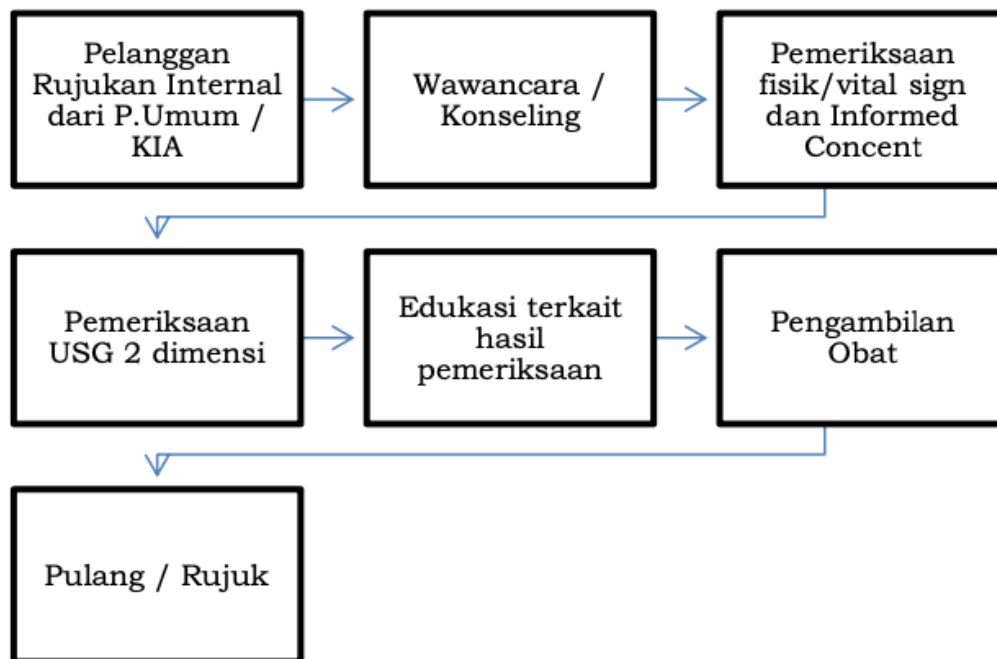 Pelanggan
Rujukan Internal
dari P.Umum /
KIA
Wawancara /
Konseling
Pemeriksaan
fisik/vital sign
dan Informed
Concent
Pemeriksaan
USG 2 dimensi
Edukasi terkait
hasil
pemeriksaan
Pengambilan
Obat
Pulang / Rujuk